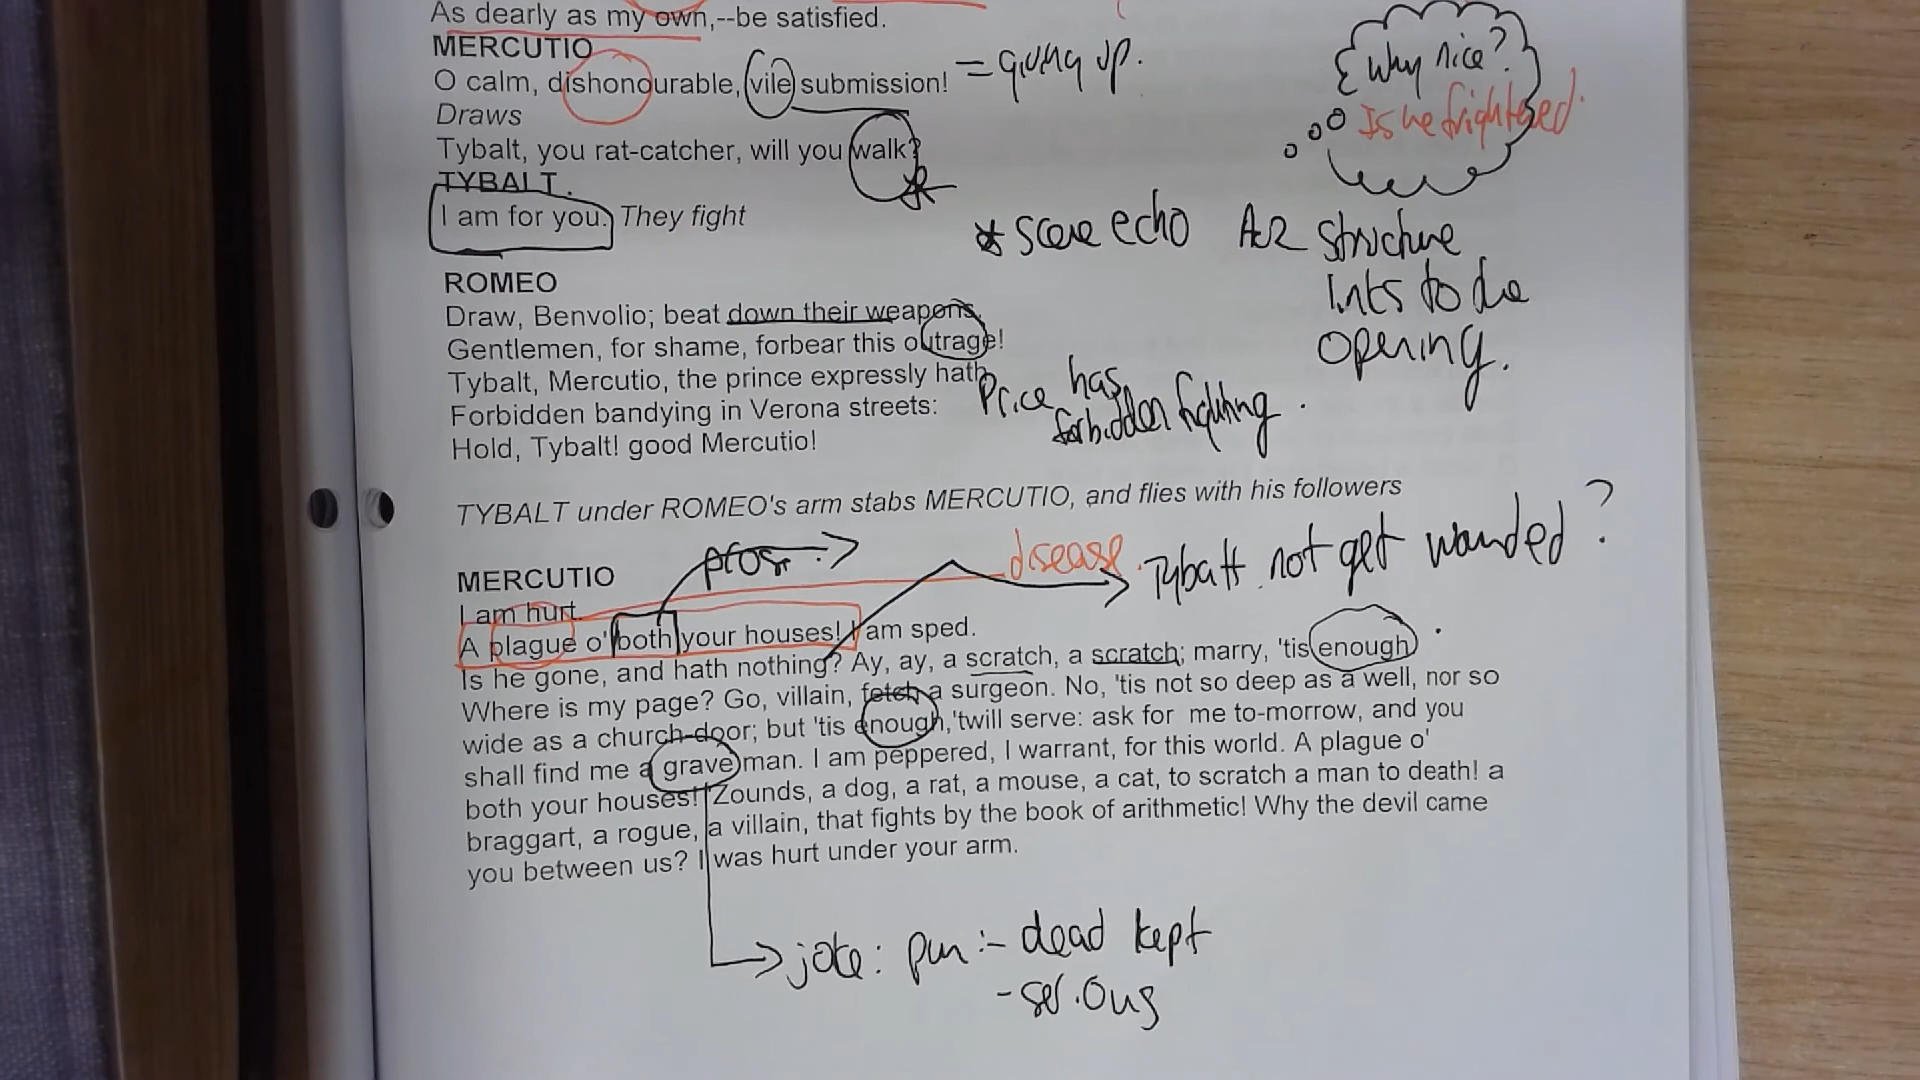 As dearly as my own,--be satisfied.
MERCUTIO
O calm, dishonourable, vile submission! = giving up.
Why nice?
Is he frightened.
Draws
Tybalt, you rat-catcher, will you walk?
TYBALT.
I am for you. They fight
* scene echo AO2 structure
links to the
opening.
ROMEO
Draw, Benvolio; beat down their weapons.
Gentlemen, for shame, forbear this outrage!
Tybalt, Mercutio, the prince expressly hath
Forbidden bandying in Verona streets:
Hold, Tybalt! good Mercutio!
Price has
forbidden fighting.
TYBALT under ROMEO's arm stabs MERCUTIO, and flies with his followers
disease. Tybalt not get wounded?
MERCUTIO
I am hurt.
A plague o' both your houses! I am sped.
Is he gone, and hath nothing? Ay, ay, a scratch, a scratch; marry, 'tis enough.
Where is my page? Go, villain, fetch a surgeon. No, 'tis not so deep as a well, nor so
wide as a church-door; but 'tis enough,'twill serve: ask for me to-morrow, and you
shall find me a grave man. I am peppered, I warrant, for this world. A plague o'
both your houses! Zounds, a dog, a rat, a mouse, a cat, to scratch a man to death! a
braggart, a rogue, a villain, that fights by the book of arithmetic! Why the devil came
you between us? I was hurt under your arm.
joke: pun :- dead kept
- serious